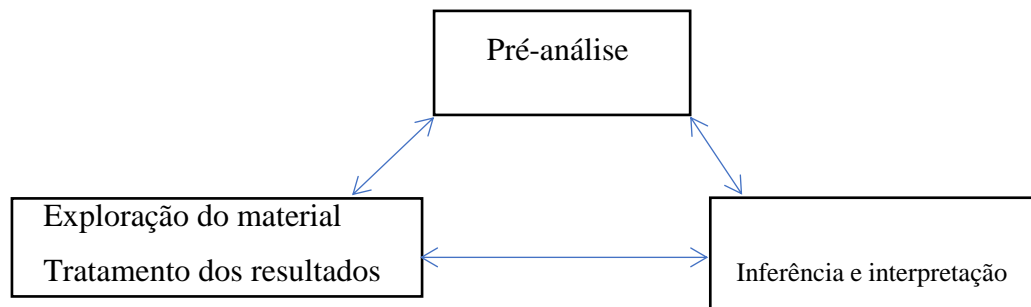 Pré-análise
Exploração do material
Tratamento dos resultados
Inferência e interpretação